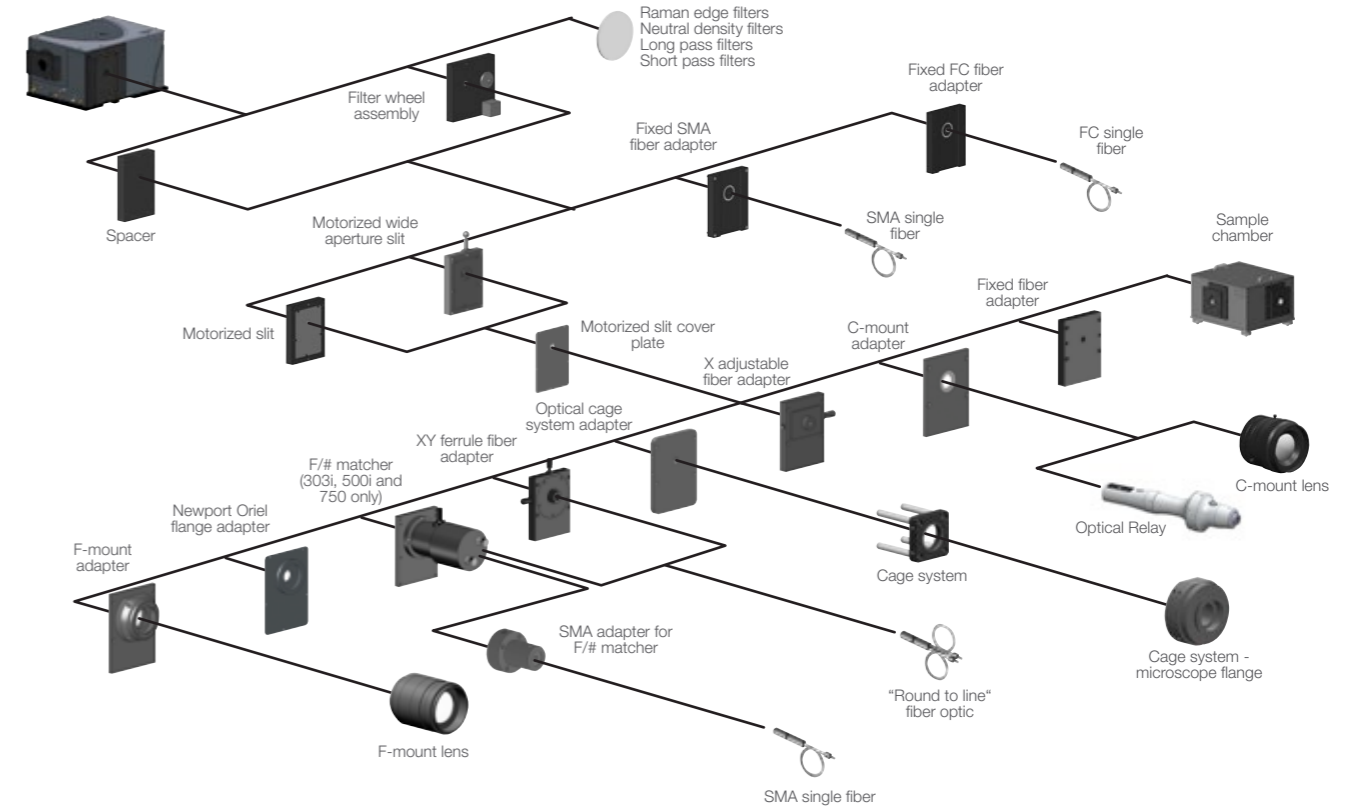 Raman edge filters
Neutral density filters
Long pass filters
Short pass filters
Filter wheel
assembly
Fixed FC fiber
adapter
Fixed SMA
fiber adapter
FC single
fiber
Spacer
Motorized wide
aperture slit
SMA single
fiber
Sample
chamber
Motorized slit
Motorized slit cover
plate
Fixed fiber
adapter
C-mount
adapter
X adjustable
fiber adapter
Optical cage
system adapter
XY ferrule fiber
adapter
F/# matcher
(303i, 500i and
750 only)
Newport Oriel
flange adapter
F-mount
adapter
C-mount lens
Optical Relay
Cage system
SMA adapter for
F/# matcher
Cage system -
microscope flange
“Round to line“
fiber optic
F-mount lens
SMA single fiber